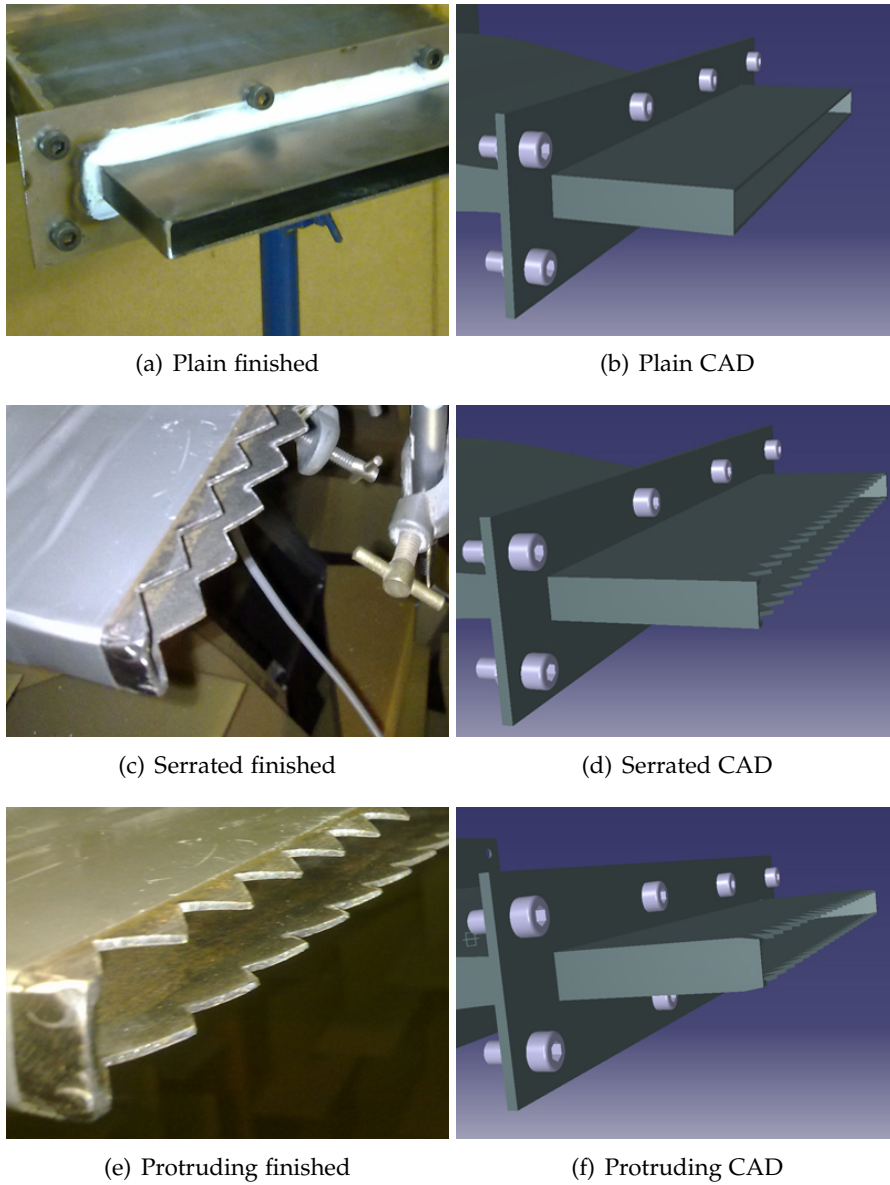 (a) Plain finished
(b) Plain CAD
(c) Serrated finished
(d) Serrated CAD
(e) Protruding finished
(f) Protruding CAD